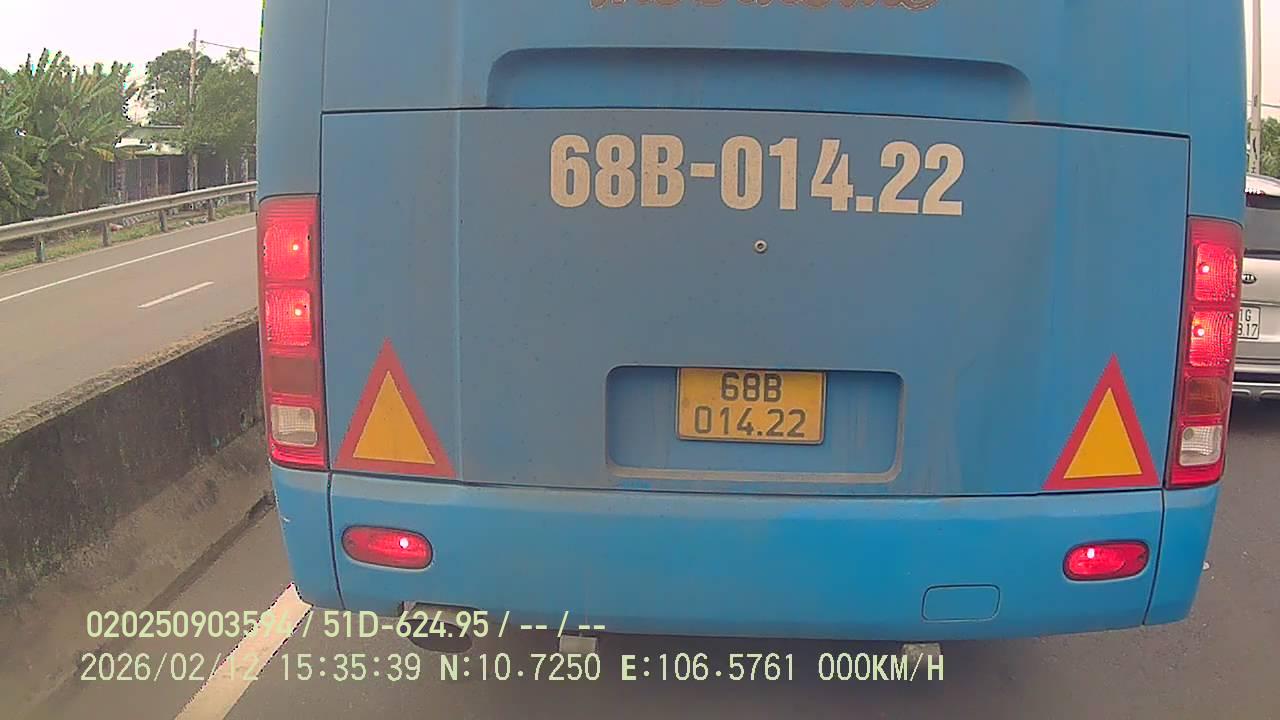 68B-014.22
68B
014.22
020250903594 / 51D-624.95 / -- / --
2026/02/12 15:35:39 N:10.7250 E:106.5761 000KM/H